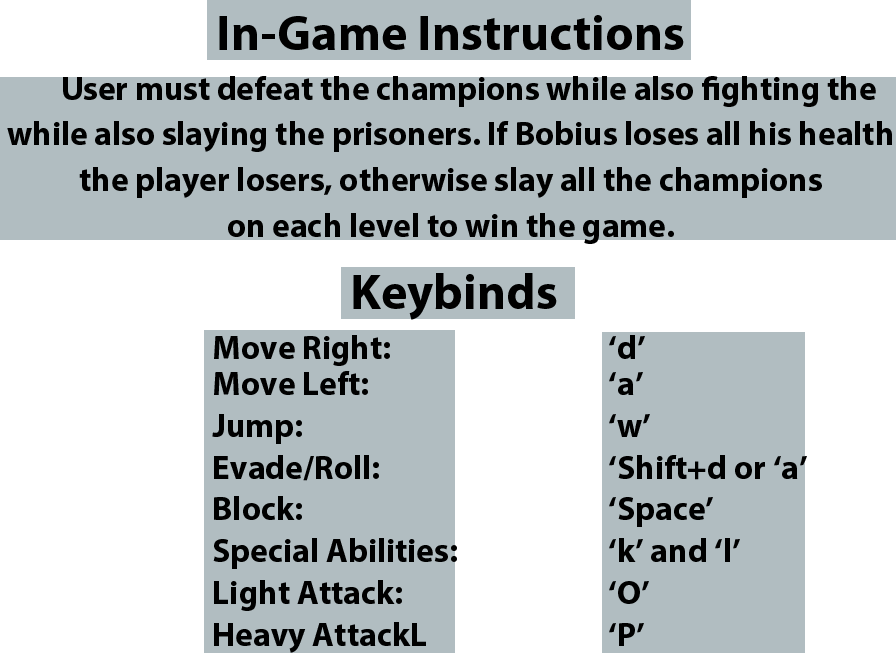 In-Game Instructions
User must defeat the champions while also fighting the
while also slaying the prisoners. If Bobius loses all his health
the player losers, otherwise slay all the champions
on each level to win the game.
Keybinds
Move Right: ‘d’
Move Left: ‘a’
Jump: ‘w’
Evade/Roll: ‘Shift+d or ‘a’
Block: ‘Space’
Special Abilities: ‘k’ and ‘l’
Light Attack: ‘O’
Heavy AttackL ‘P’